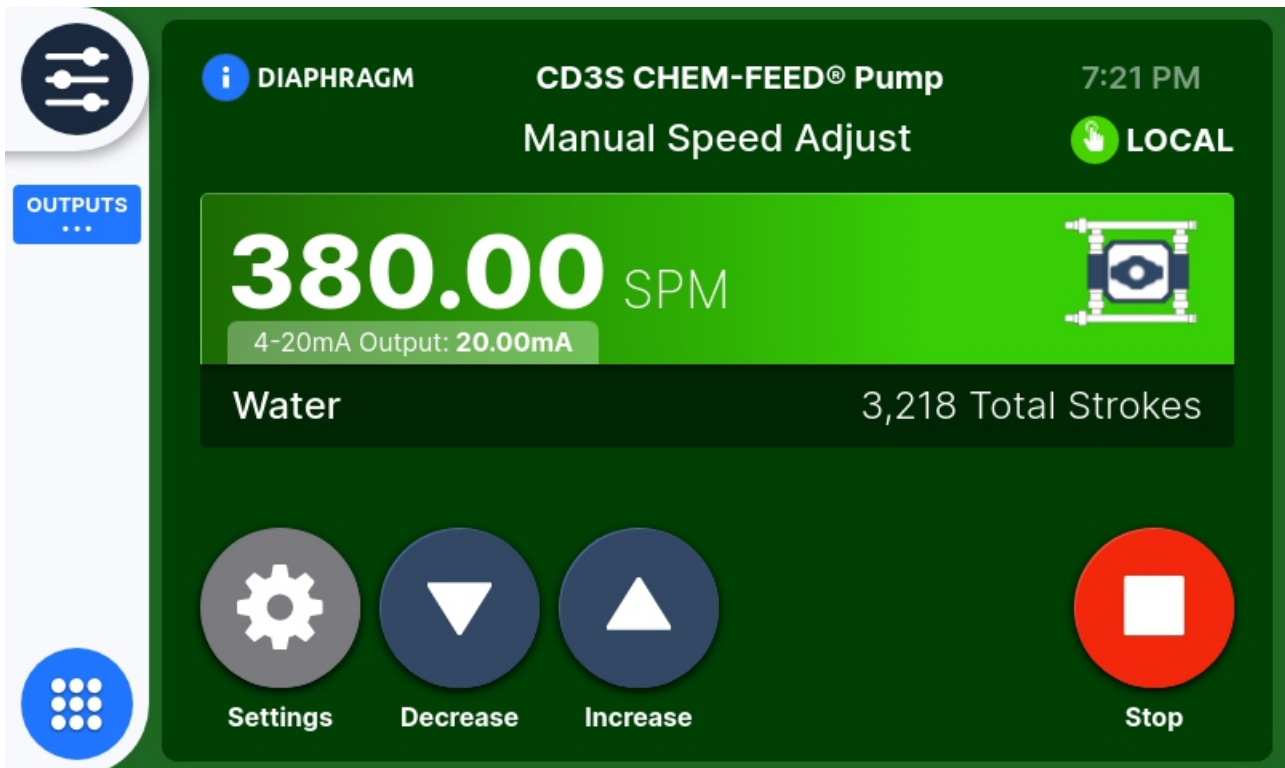 i DIAPHRAGM CD3S CHEM-FEED® Pump 7:21 PM
Manual Speed Adjust LOCAL
OUTPUTS
...
380.00 SPM
4-20mA Output: 20.00mA
Water 3,218 Total Strokes
Settings Decrease Increase Stop